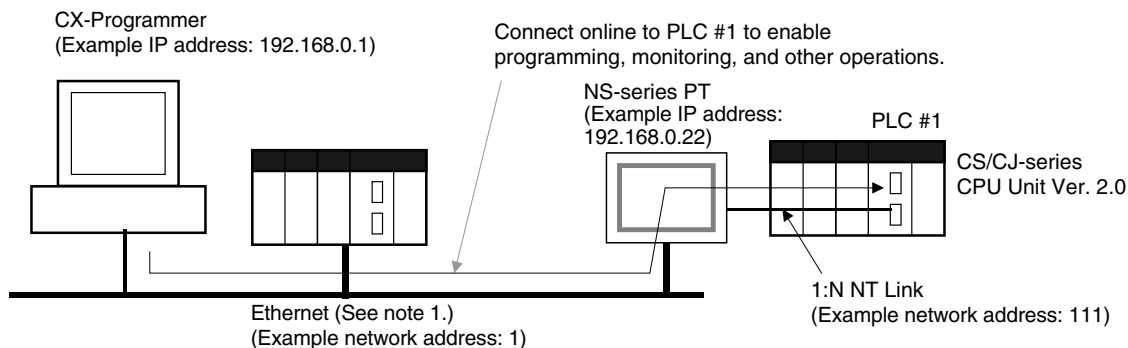 CX-Programmer
(Example IP address: 192.168.0.1)
Connect online to PLC #1 to enable
programming, monitoring, and other operations.
NS-series PT
(Example IP address:
192.168.0.22)
PLC #1
CS/CJ-series
CPU Unit Ver. 2.0
1:N NT Link
(Example network address: 111)
Ethernet (See note 1.)
(Example network address: 1)